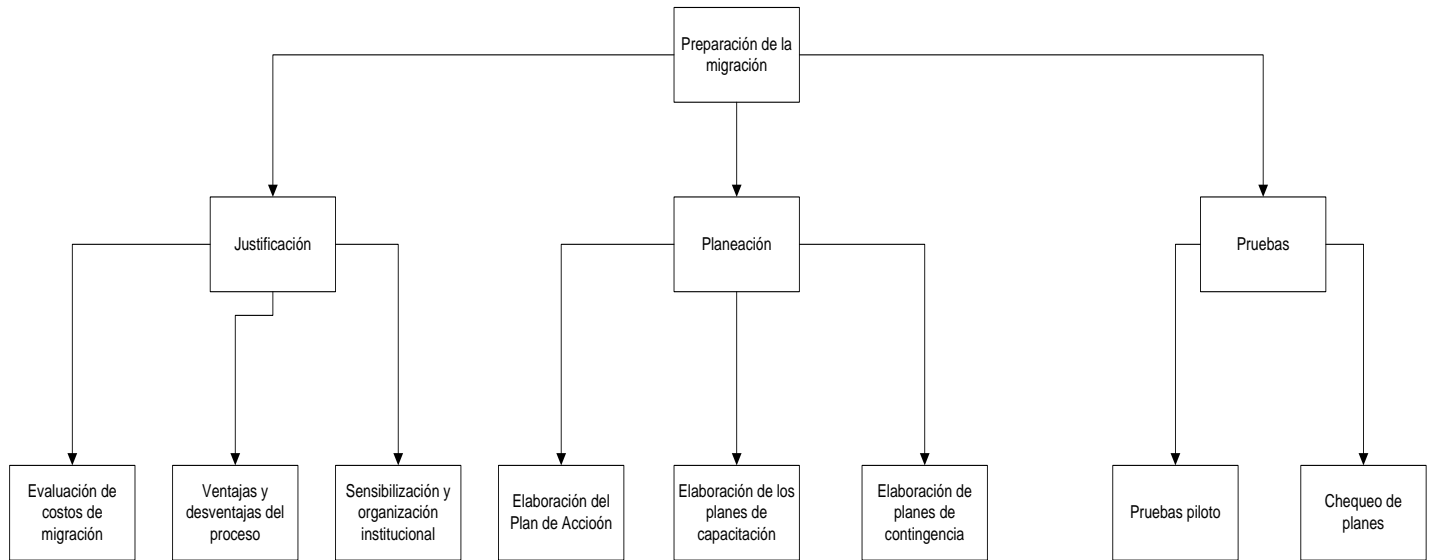 Preparación de la
migración
Justificación
Planeación
Pruebas
Evaluación de
costos de
migración
Ventajas y
desventajas del
proceso
Sensibilización y
organización
institucional
Elaboración del
Plan de Accioón
Elaboración de los
planes de
capacitación
Elaboración de
planes de
contingencia
Pruebas piloto
Chequeo de
planes